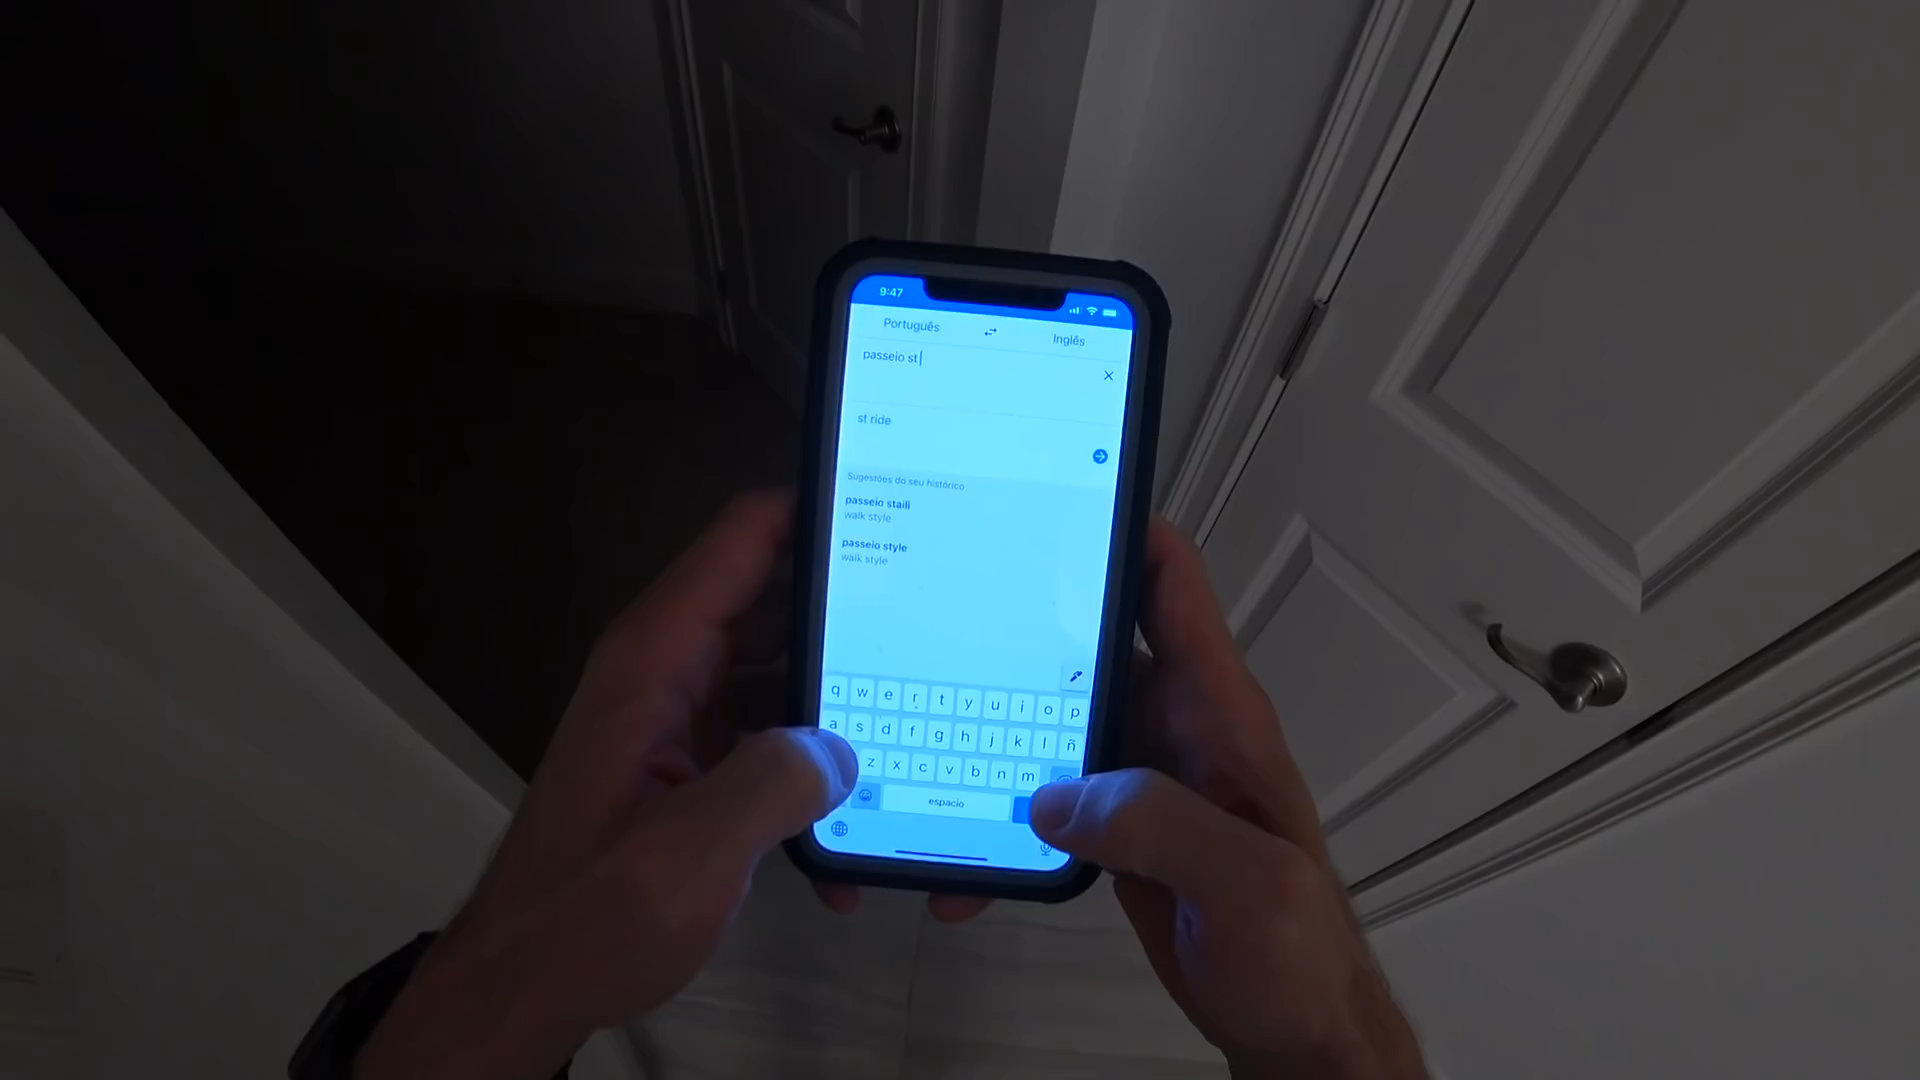 9:47
Português Inglês
passeio st
st ride
Sugestões do seu histórico
passeio staili
walk style
passeio style
walk style
q w e r t y u i o p
a s d f g h j k l ñ
z x c v b n m
espacio